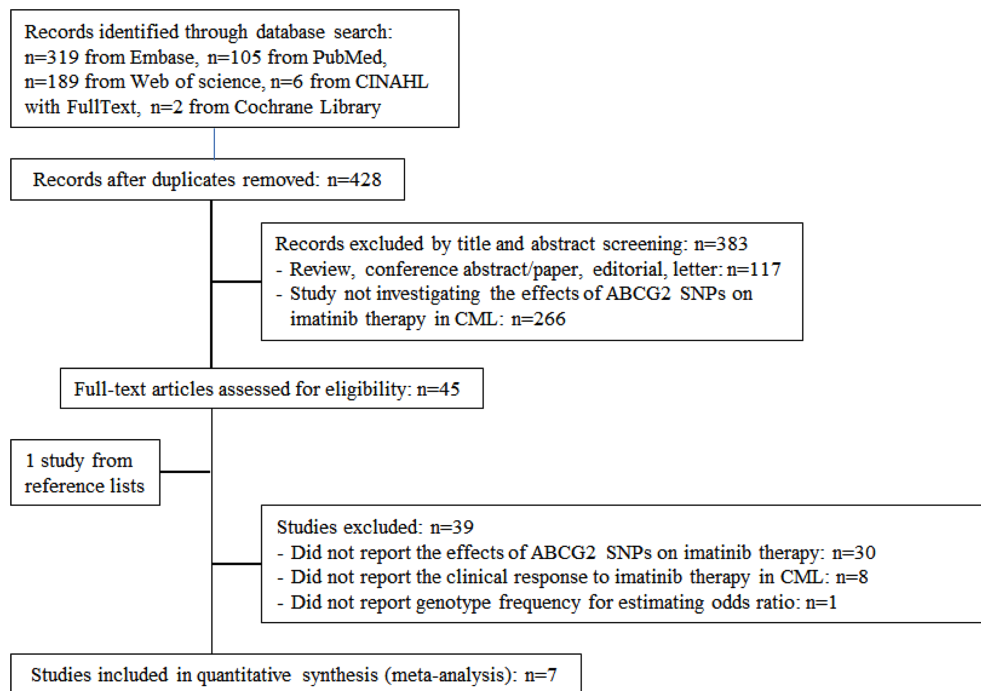 Records identified through database search:
n=319 from Embase, n=105 from PubMed,
n=189 from Web of science, n=6 from CINAHL
with FullText, n=2 from Cochrane Library
Records after duplicates removed: n=428
Records excluded by title and abstract screening: n=383
- Review, conference abstract/paper, editorial, letter: n=117
- Study not investigating the effects of ABCG2 SNPs on
imatinib therapy in CML: n=266
Full-text articles assessed for eligibility: n=45
1 study from
reference lists
Studies excluded: n=39
- Did not report the effects of ABCG2 SNPs on imatinib therapy: n=30
- Did not report the clinical response to imatinib therapy in CML: n=8
- Did not report genotype frequency for estimating odds ratio: n=1
Studies included in quantitative synthesis (meta-analysis): n=7